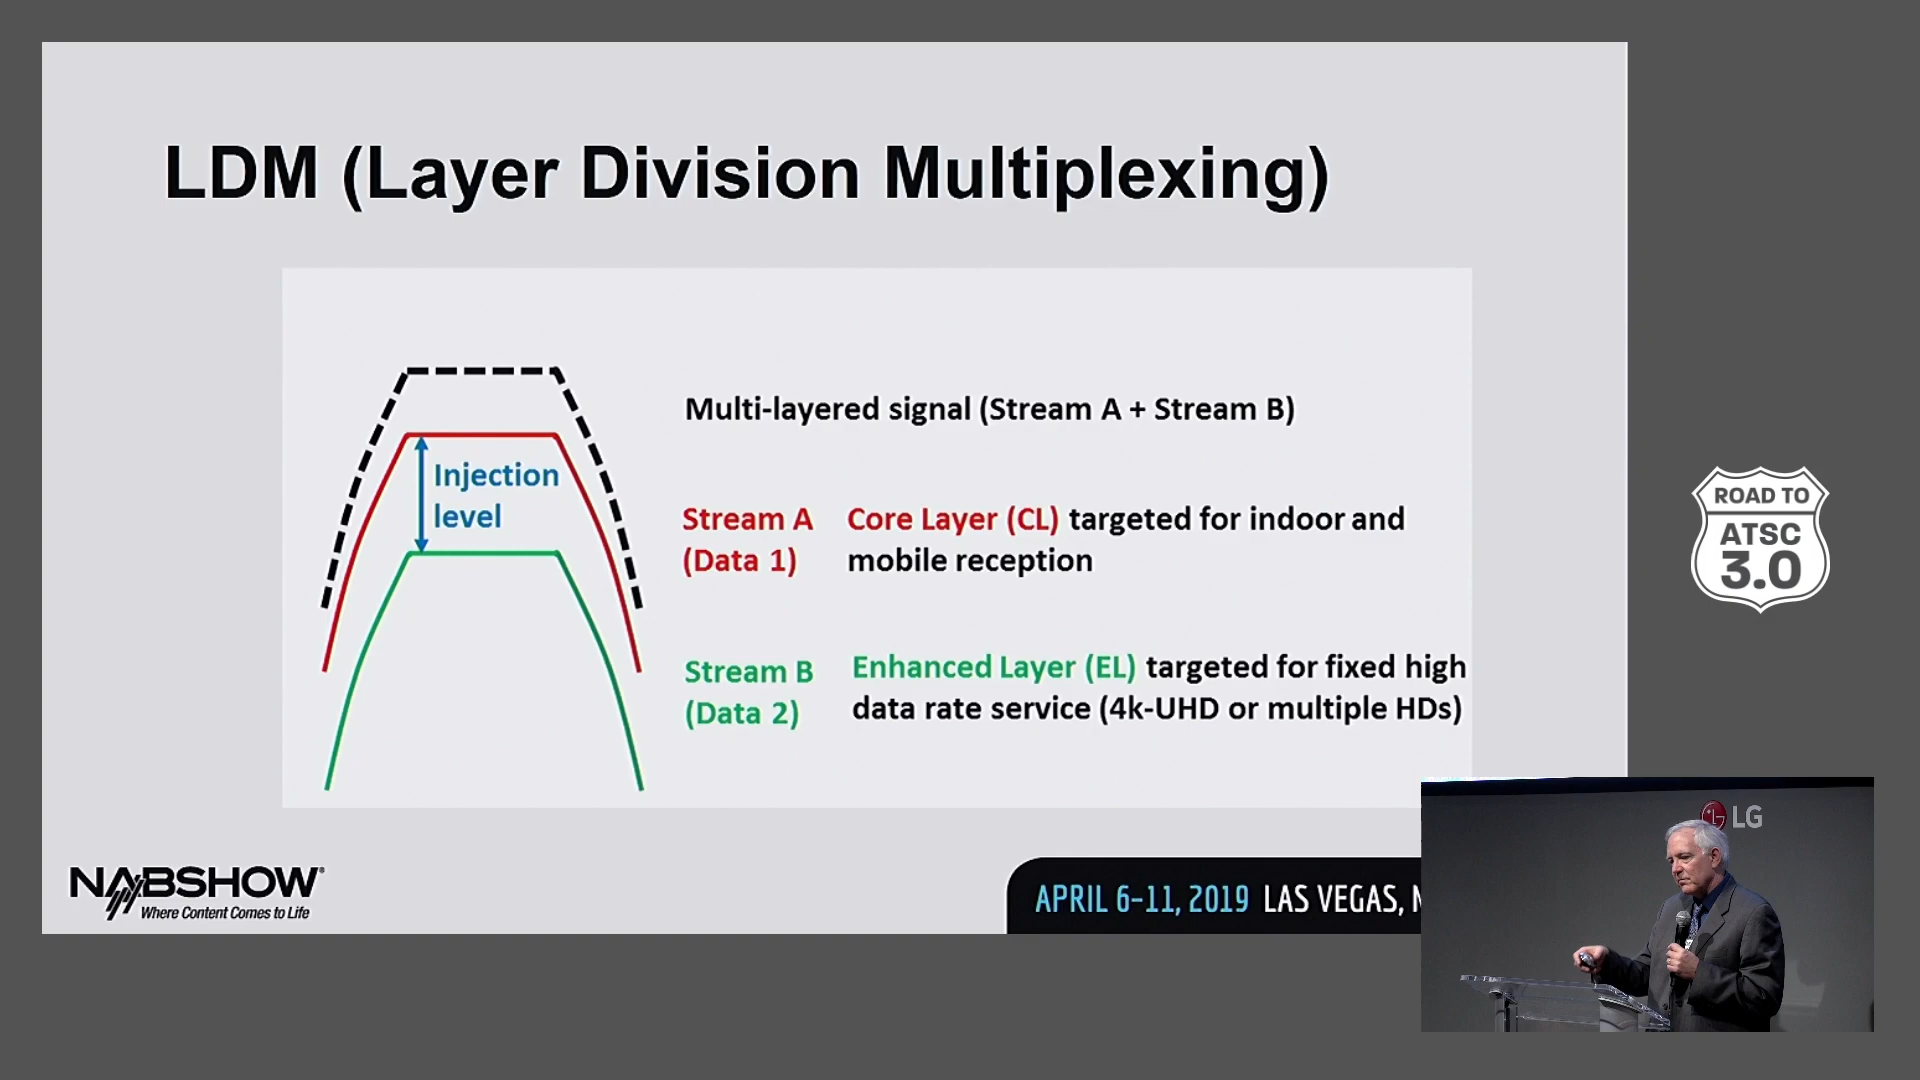 LDM (Layer Division Multiplexing)
Multi-layered signal (Stream A + Stream B)
Injection
level
Stream A
(Data 1)
Core Layer (CL) targeted for indoor and
mobile reception
Stream B
(Data 2)
Enhanced Layer (EL) targeted for fixed high
data rate service (4k-UHD or multiple HDs)
NABSHOW
Where Content Comes to Life
APRIL 6–11, 2019 LAS VEGAS, N
ROAD TO
ATSC
3.0
LG